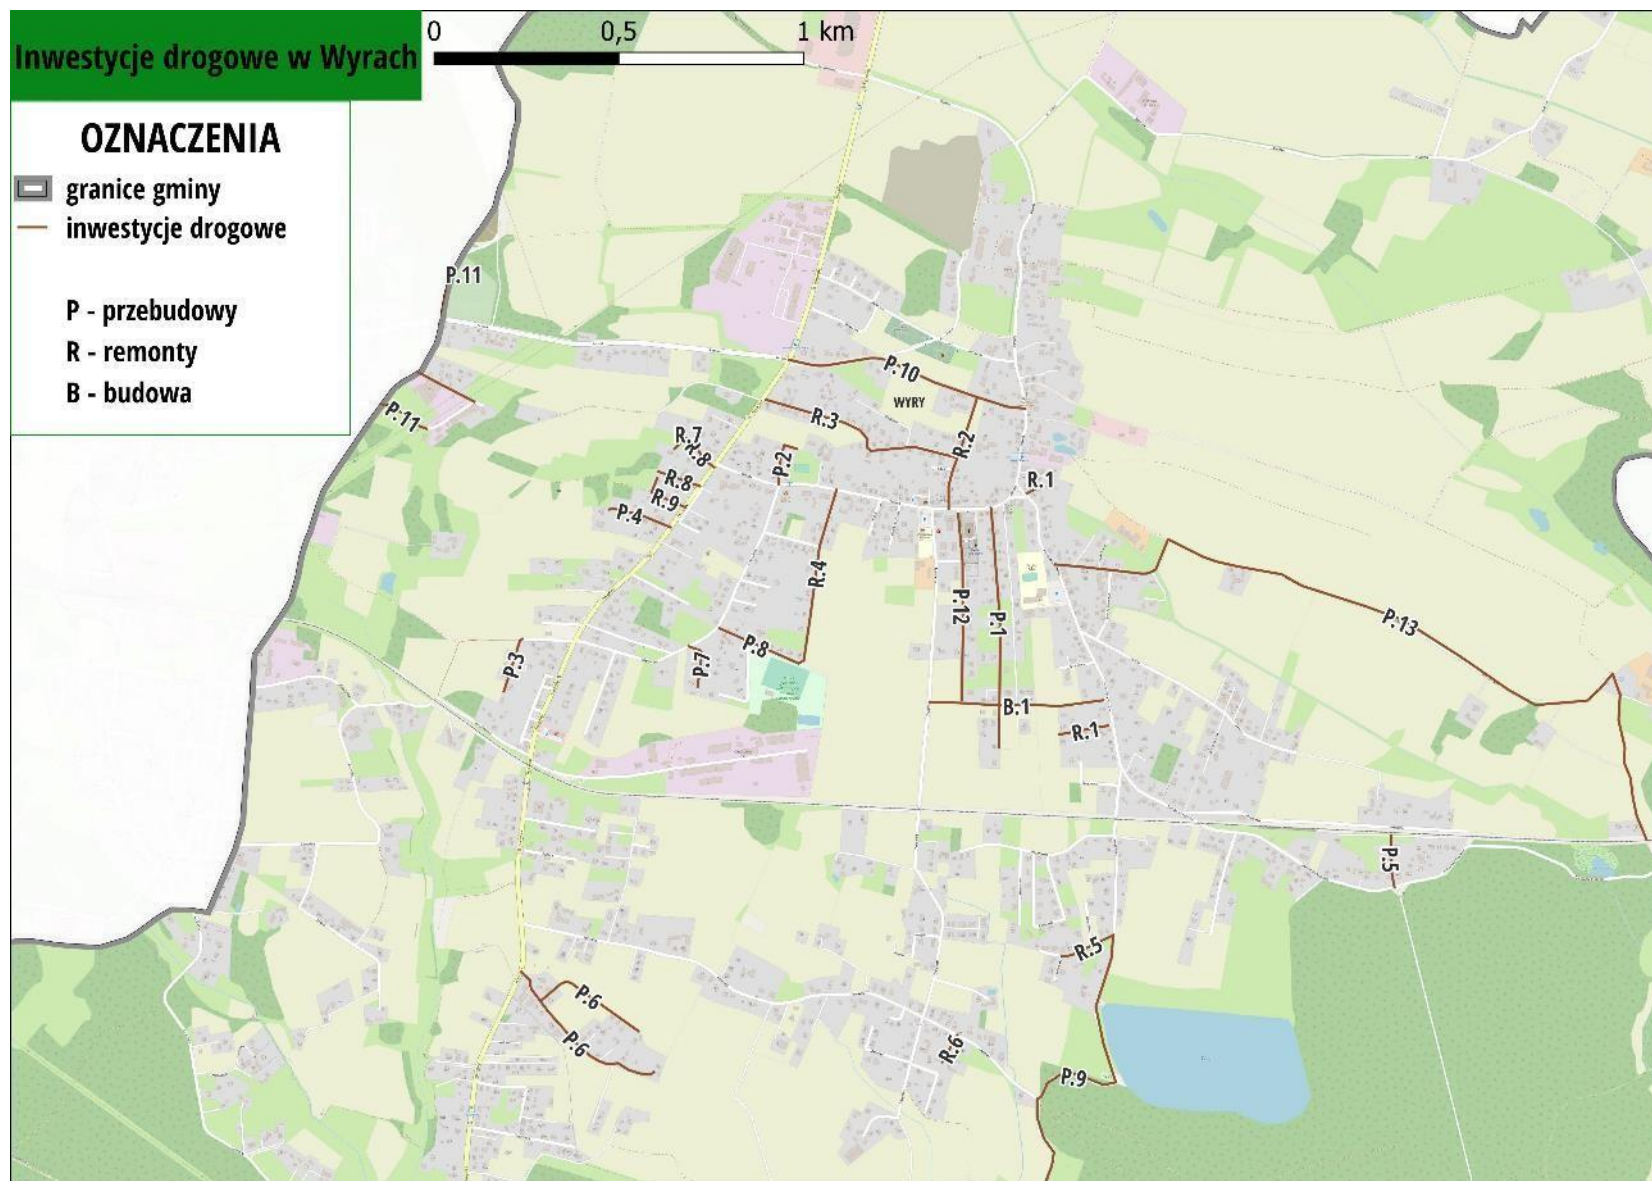 Inwestycje drogowe w Wyrach
0 0,5 1 km
OZNACZENIA
granice gminy
inwestycje drogowe
P - przebudowy
R - remonty
B - budowa
P.11
P.10
WYRY
P.11
R.3
R.2
R.7
R.8
P.2
R.8
R.1
R.9
P.4
R.4
P.12
P.1
P.13
P.8
P.7
P.3
B.1
R.1
P.5
R.5
P.6
P.6
R.6
P.9